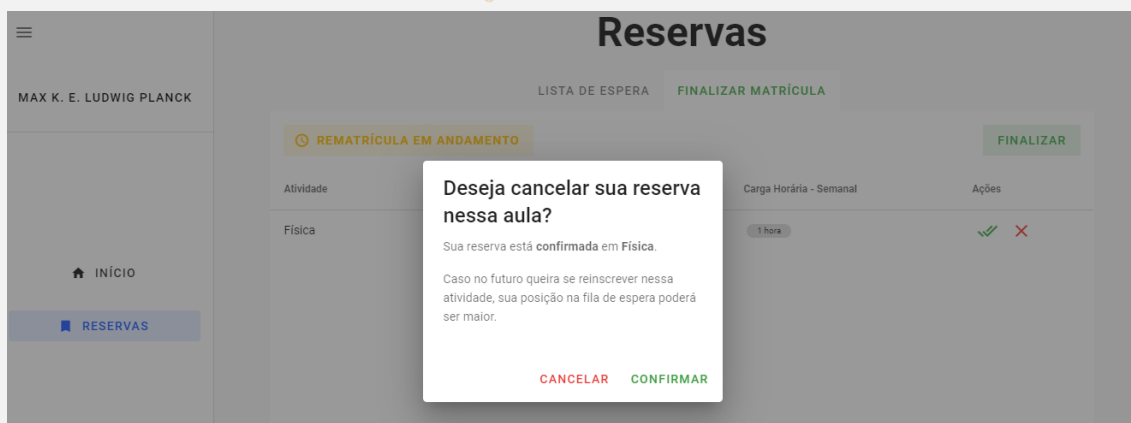 Reservas
MAX K. E. LUDWIG PLANCK
LISTA DE ESPERA
FINALIZAR MATRÍCULA
REMATRÍCULA EM ANDAMENTO
FINALIZAR
Atividade
Carga Horária - Semanal
Ações
Física
1 hora
INÍCIO
RESERVAS
Deseja cancelar sua reserva
nessa aula?
Sua reserva está confirmada em Física.
Caso no futuro queira se reinscrever nessa
atividade, sua posição na fila de espera poderá
ser maior.
CANCELAR
CONFIRMAR